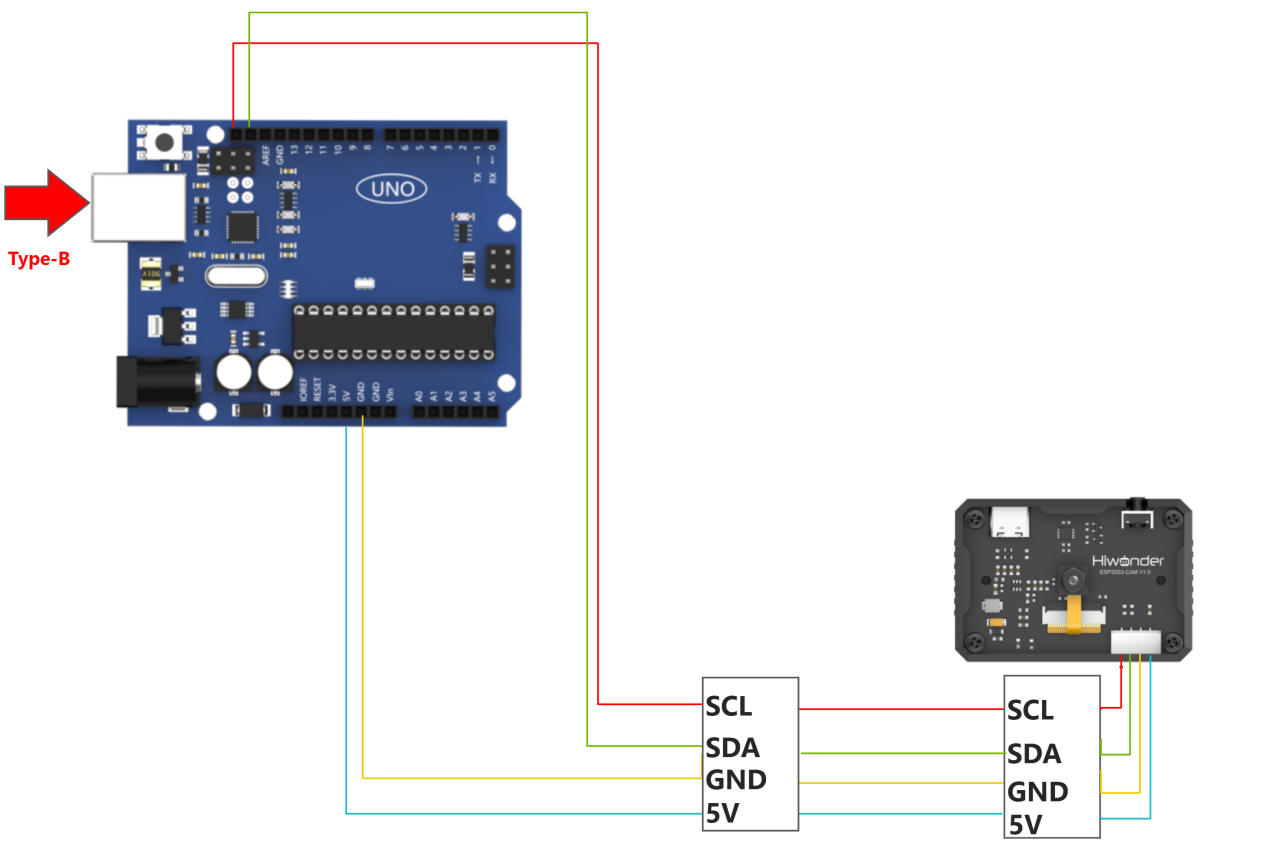 AREF
GND
13
12
11
10
9
8
7
6
5
4
3
2
TX → 1
RX ← 0
UNO
Type-B
501V
IOREF
RESET
3.3V
5V
GND
GND
Vin
A0
A1
A2
A3
A4
A5
Hiwonder
ESP32S3-CAM V1.0
SCL
SDA
GND
5V
SCL
SDA
GND
5V